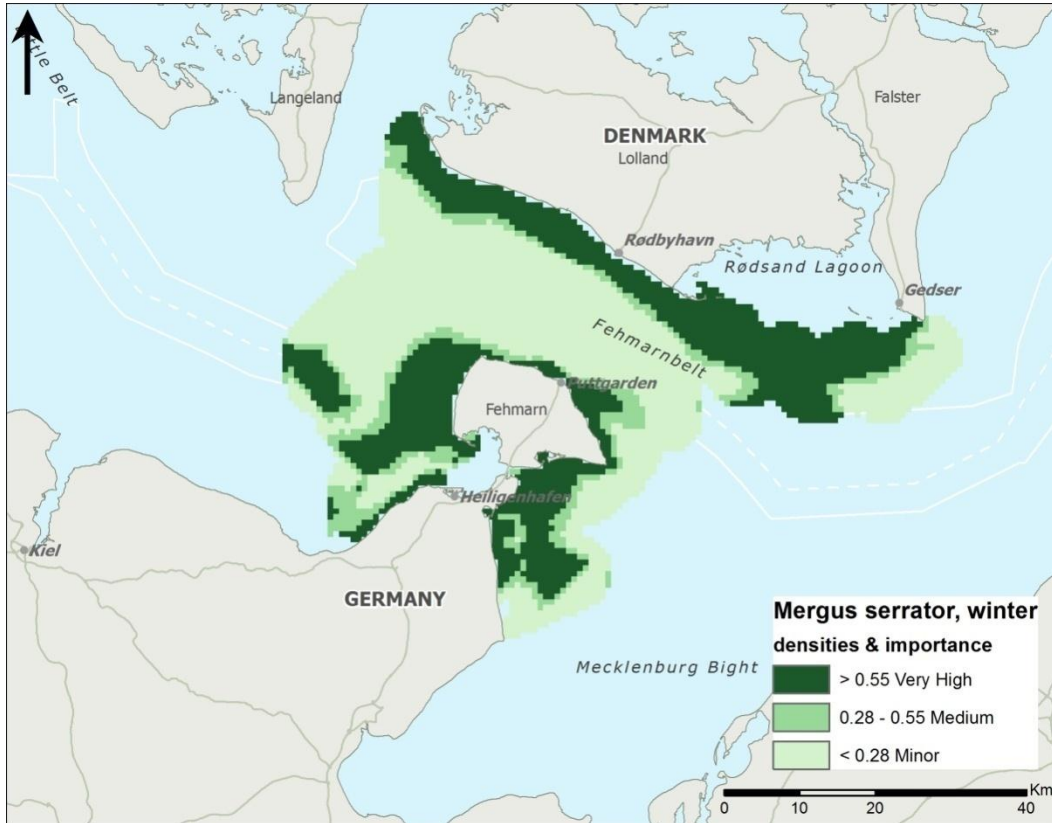 Little Belt
Langeland
DENMARK
Lolland
Falster
Rødbyhavn
Rødsand Lagoon
Gedser
Fehmarnbelt
Puttgarden
Fehmarn
Heiligenhafen
Kiel
GERMANY
Mecklenburg Bight
Mergus serrator, winter
densities & importance
> 0.55 Very High
0.28 - 0.55 Medium
< 0.28 Minor
Km
0 10 20 40